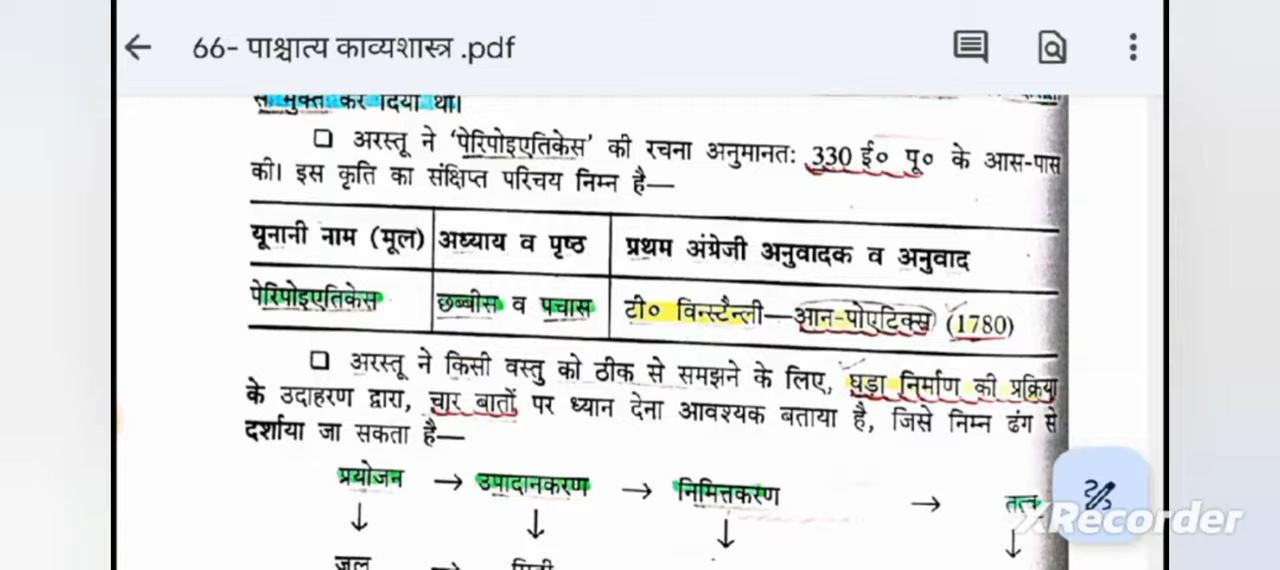 66- पाश्चात्य काव्यशास्त्र .pdf
से मुक्त कर दिया था।
□ अरस्तू ने ‘पेरिपोइएतिकेस’ की रचना अनुमानतः 330 ई० पू० के आस-पास
की। इस कृति का संक्षिप्त परिचय निम्न है—
यूनानी नाम (मूल) अध्याय व पृष्ठ प्रथम अंग्रेजी अनुवादक व अनुवाद
पेरिपोइएतिकेस छब्बीस व पचास टी० विन्स्टैन्ली—आन-पोएटिक्स (1780)
□ अरस्तू ने किसी वस्तु को ठीक से समझने के लिए, घड़ा निर्माण की प्रक्रिया
के उदाहरण द्वारा, चार बातों पर ध्यान देना आवश्यक बताया है, जिसे निम्न ढंग से
दर्शाया जा सकता है—
प्रयोजन → उपादानकरण → निमित्तकरण → तत्व
↓ ↓ ↓ ↓
XRecorder
जल → मिट्टी